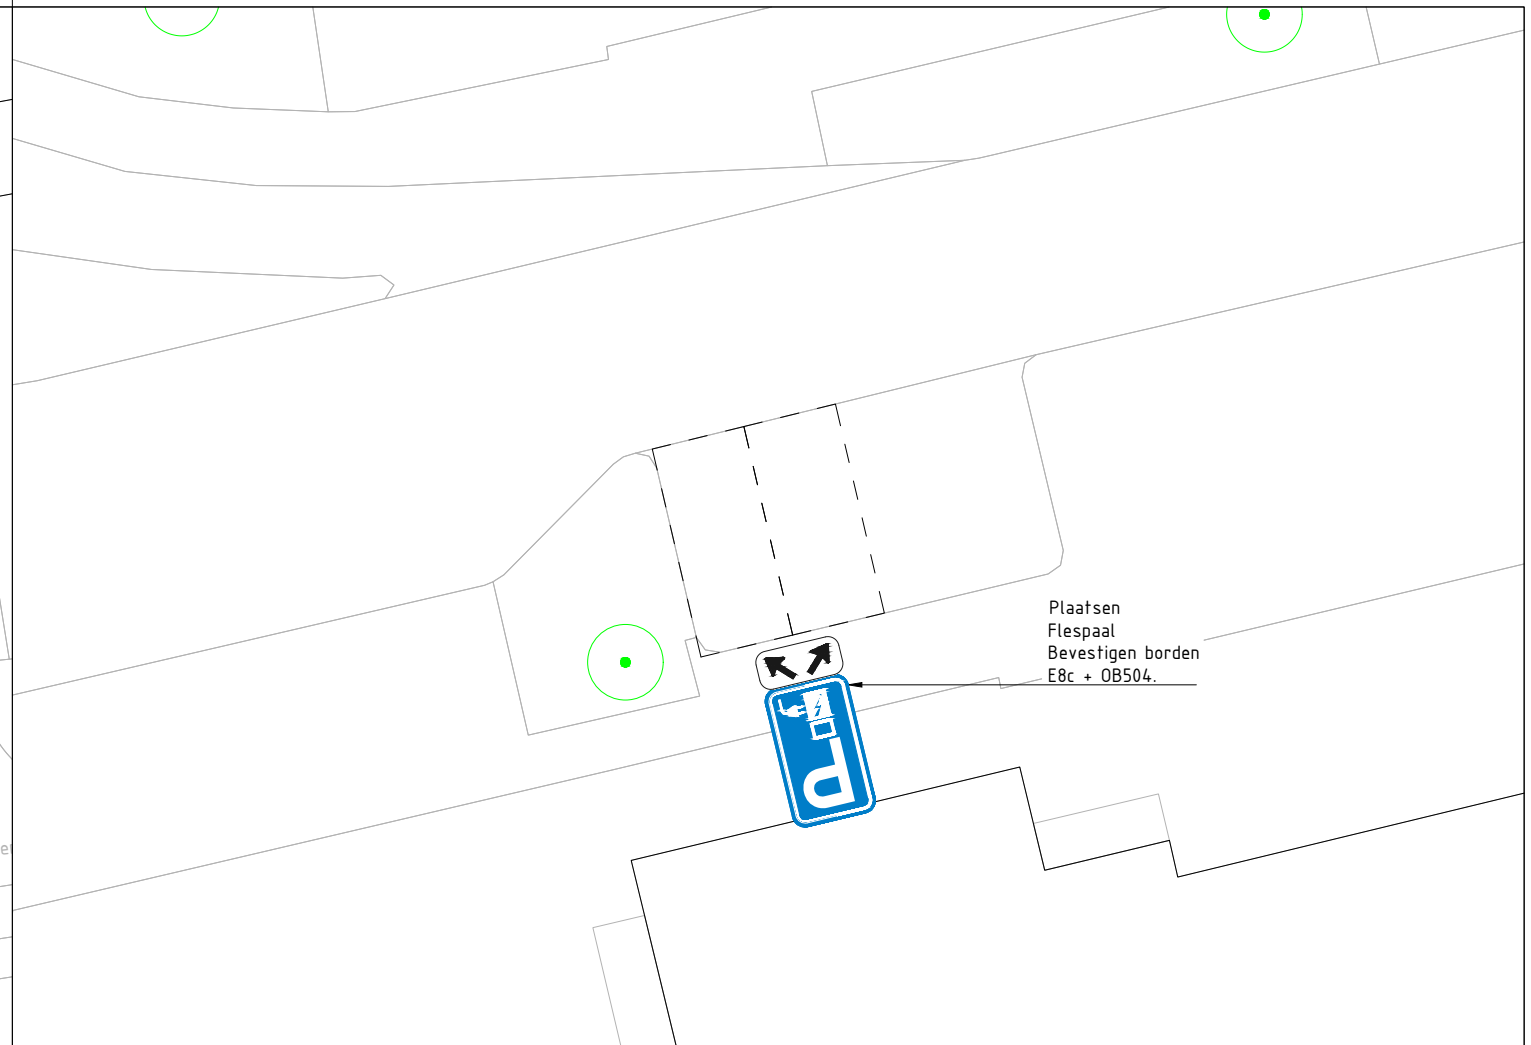 Plaatsen
Flespaal
Bevestigen borden
E8c + OB504.
P